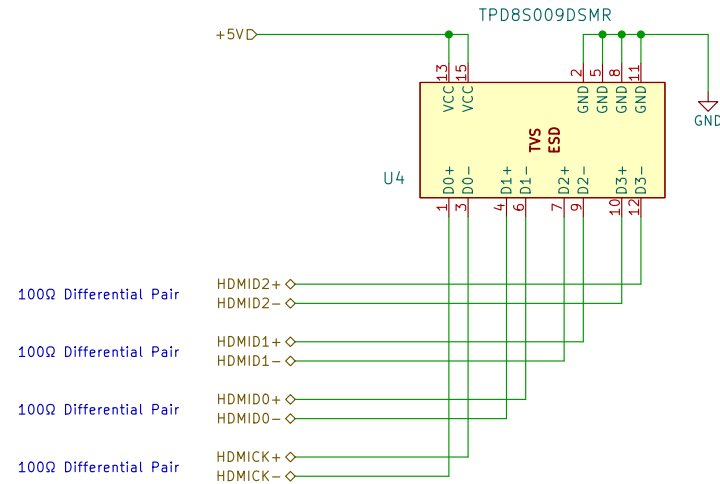 TPD8S009DSMR
+5V
13 15 2 5 8 11
VCC VCC GND GND GND GND
GND
TVS
ESD
U4
D0+ D0- D1+ D1- D2+ D2- D3+ D3-
1 3 4 6 7 9 10 12
HDMID2+
100Ω Differential Pair
HDMID2-
HDMID1+
100Ω Differential Pair
HDMID1-
HDMID0+
100Ω Differential Pair
HDMID0-
HDMICK+
100Ω Differential Pair
HDMICK-